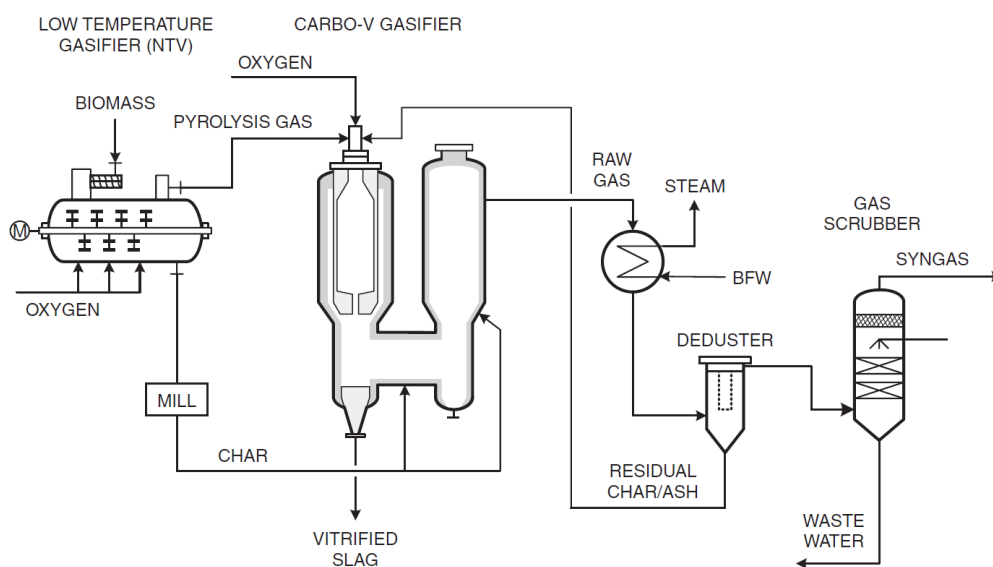 LOW TEMPERATURE
GASIFIER (NTV)
CARBO-V GASIFIER
OXYGEN
BIOMASS
PYROLYSIS GAS
M
OXYGEN
MILL
CHAR
VITRIFIED
SLAG
RAW
GAS
STEAM
BFW
DEDUSTER
RESIDUAL
CHAR/ASH
GAS
SCRUBBER
SYNGAS
WASTE
WATER